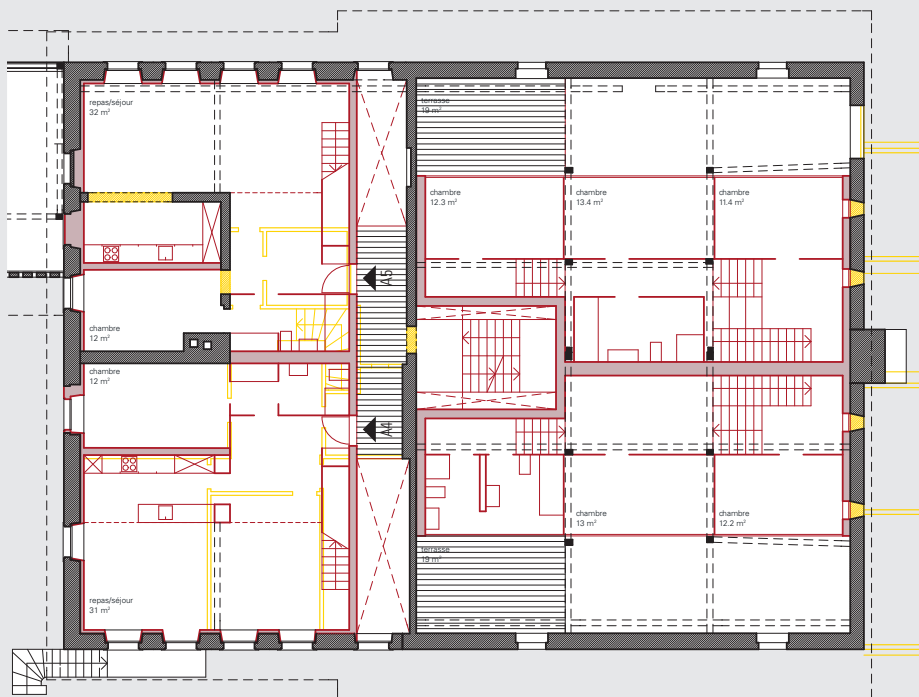 repas/séjour
32 m²
terrasse
19 m²
chambre
12.3 m²
chambre
13.4 m²
chambre
11.4 m²
A5
chambre
12 m²
chambre
12 m²
A4
chambre
13 m²
chambre
12.2 m²
terrasse
19 m²
repas/séjour
31 m²